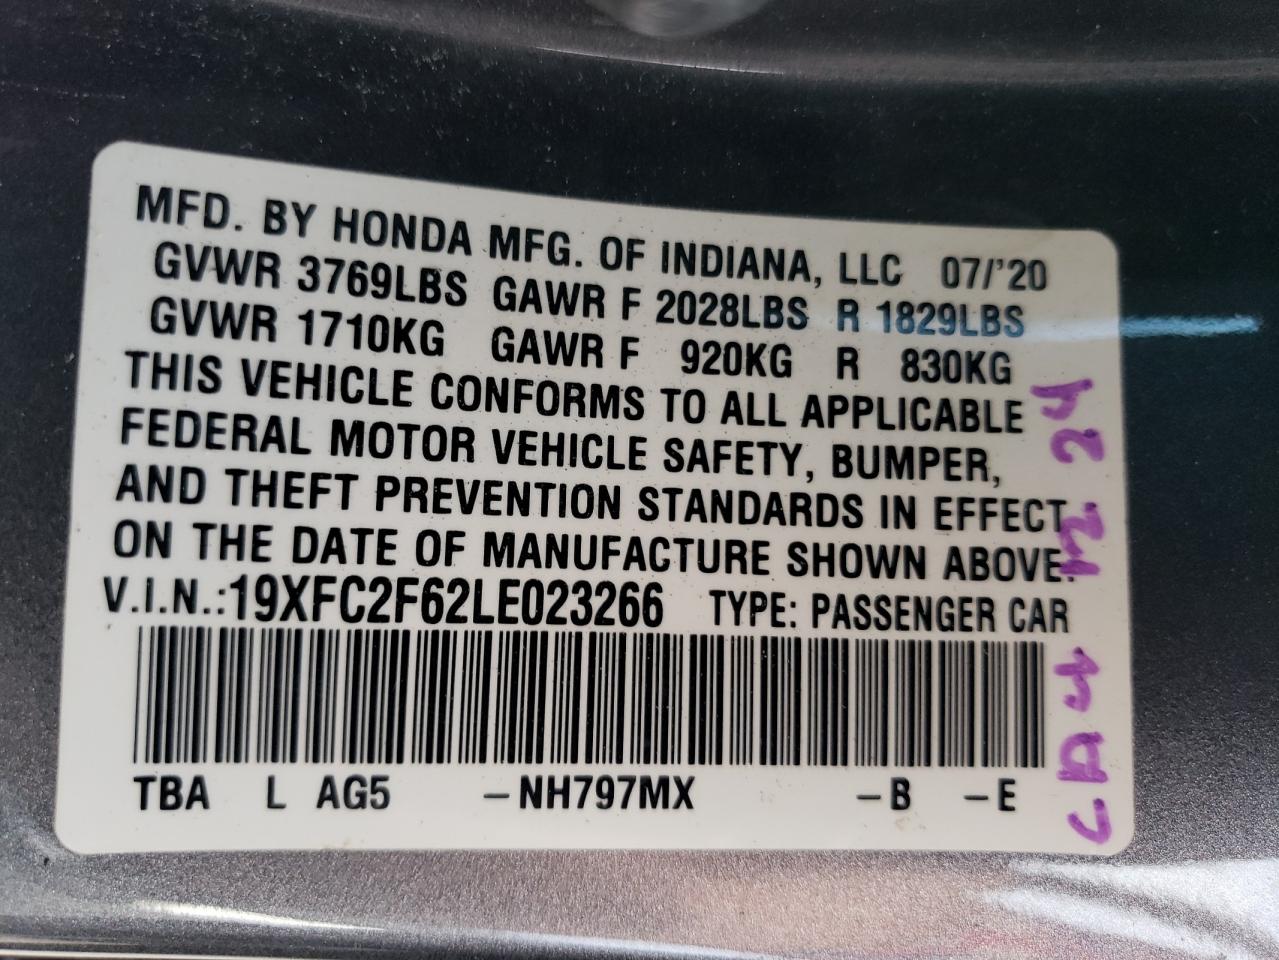 MFD. BY HONDA MFG. OF INDIANA, LLC 07/'20
GVWR 3769LBS GAWR F 2028LBS R 1829LBS
GVWR 1710KG GAWR F 920KG R 830KG
THIS VEHICLE CONFORMS TO ALL APPLICABLE
FEDERAL MOTOR VEHICLE SAFETY, BUMPER,
AND THEFT PREVENTION STANDARDS IN EFFECT
ON THE DATE OF MANUFACTURE SHOWN ABOVE.
V.I.N.:19XFC2F62LE023266 TYPE: PASSENGER CAR
TBA L AG5 -NH797MX -B -E